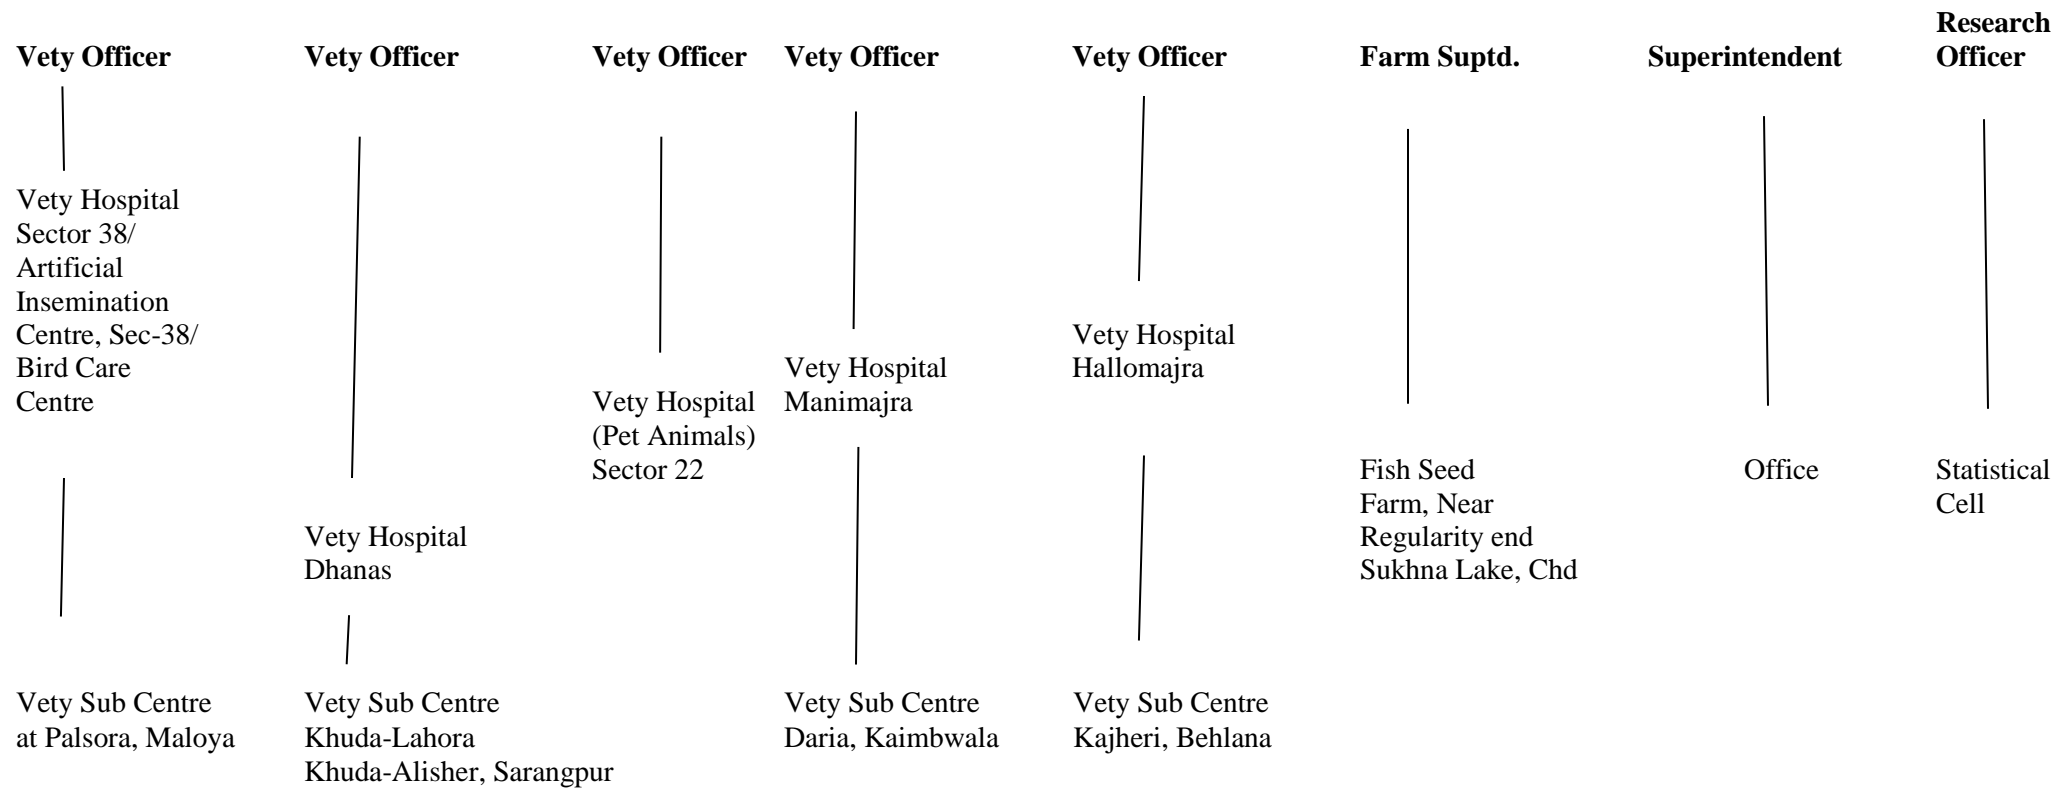 Vety Officer
Vety Officer
Vety Officer
Vety Officer
Vety Officer
Farm Suptd.
Superintendent
Research
Officer
Vety Hospital
Sector 38/
Artificial
Insemination
Centre, Sec-38/
Bird Care
Centre
Vety Hospital
Dhanas
Vety Hospital
(Pet Animals)
Sector 22
Vety Hospital
Manimajra
Vety Hospital
Hallomajra
Fish Seed
Farm, Near
Regularity end
Sukhna Lake, Chd
Office
Statistical
Cell
Vety Sub Centre
at Palsora, Maloya
Vety Sub Centre
Khuda-Lahora
Khuda-Alisher, Sarangpur
Vety Sub Centre
Daria, Kaimbwala
Vety Sub Centre
Kajheri, Behlana